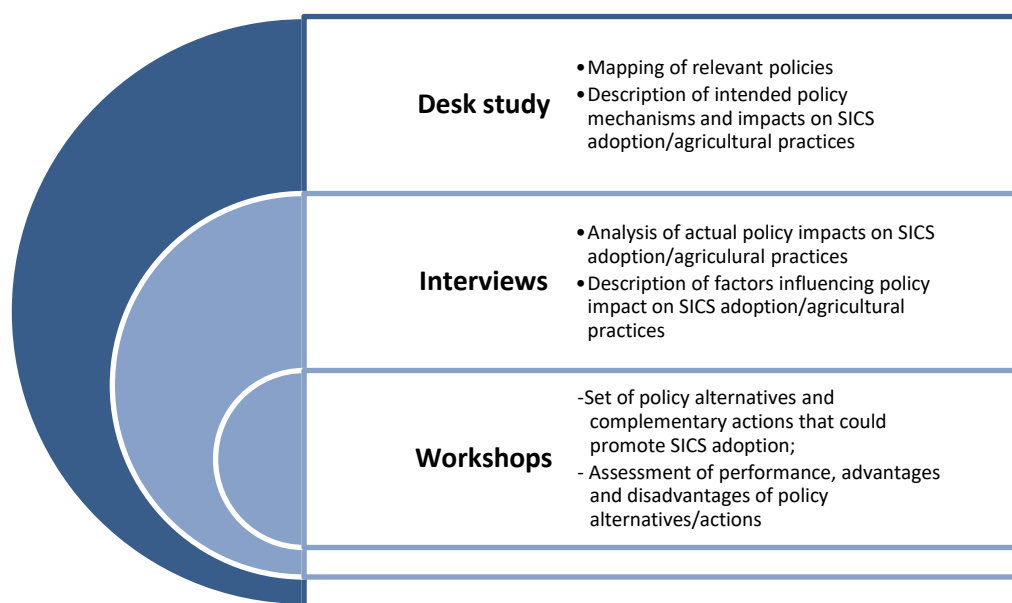 Desk study
•Mapping of relevant policies
•Description of intended policy
mechanisms and impacts on SICS
adoption/agricultural practices
Interviews
•Analysis of actual policy impacts on SICS
adoption/agriculural practices
•Description of factors influencing policy
impact on SICS adoption/agricultural
practices
Workshops
-Set of policy alternatives and
complementary actions that could
promote SICS adoption;
- Assessment of performance, advantages
and disadvantages of policy
alternatives/actions